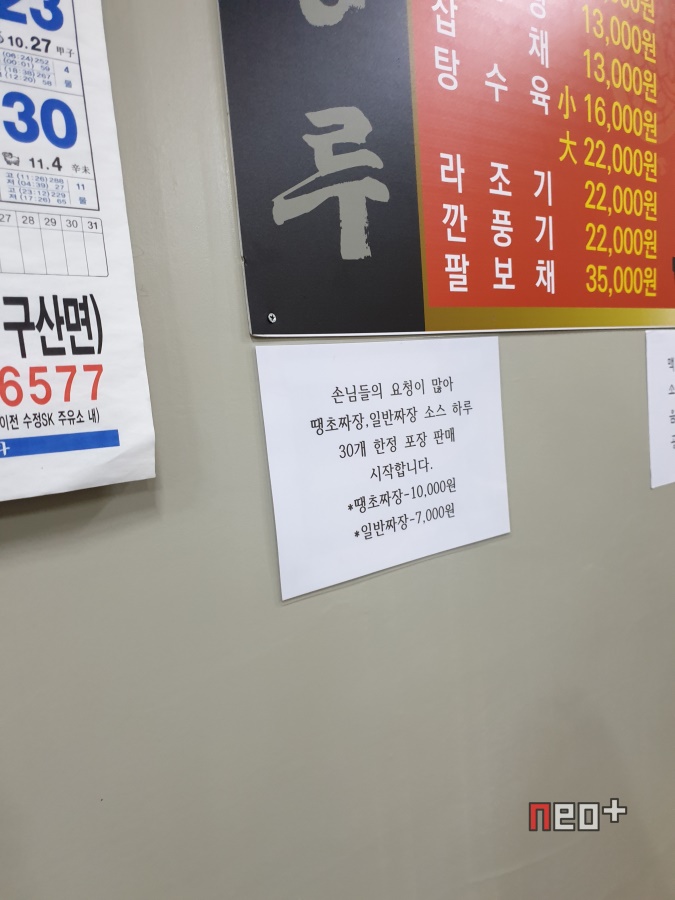 23
10.27 甲子
30
11.4 辛未
27 28 29 30 31
구산면)
6577
이전 수정SK 주유소 내)
루
13,000원
채 13,000원
탕 수 육 小 16,000원
大 22,000원
라 조 기 22,000원
깐 풍 기 22,000원
팔 보 채 35,000원
손님들의 요청이 많아
땡초짜장,일반짜장 소스 하루
30개 한정 포장 판매
시작합니다.
*땡초짜장-10,000원
*일반짜장-7,000원
neo+